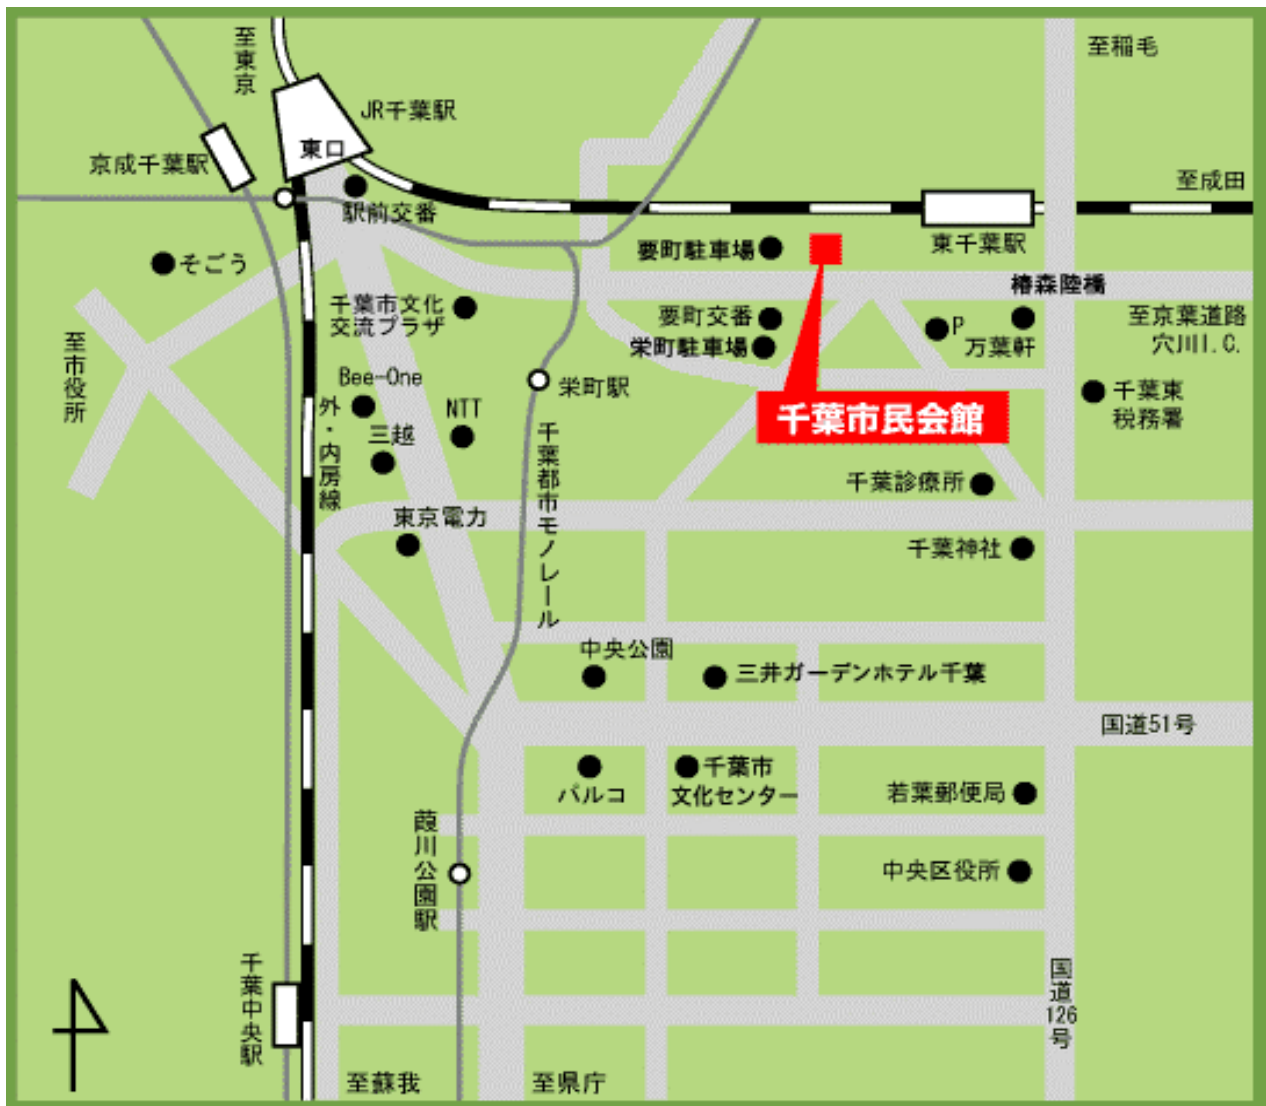 至東京
至稲毛
JR千葉駅
東口
京成千葉駅
至成田
駅前交番
東千葉駅
要町駐車場
そごう
椿森陸橋
千葉市文化
交流プラザ
要町交番
P
万葉軒
至京葉道路
穴川I.C.
栄町駐車場
至市役所
Bee-One
栄町駅
千葉東
税務署
NTT
外・内房線
三越
千葉市民会館
千葉都市モノレール
千葉診療所
東京電力
千葉神社
中央公園
三井ガーデンホテル千葉
国道51号
パルコ
千葉市
文化センター
若葉郵便局
葭川公園駅
中央区役所
千葉中央駅
国道126号
至蘇我
至県庁